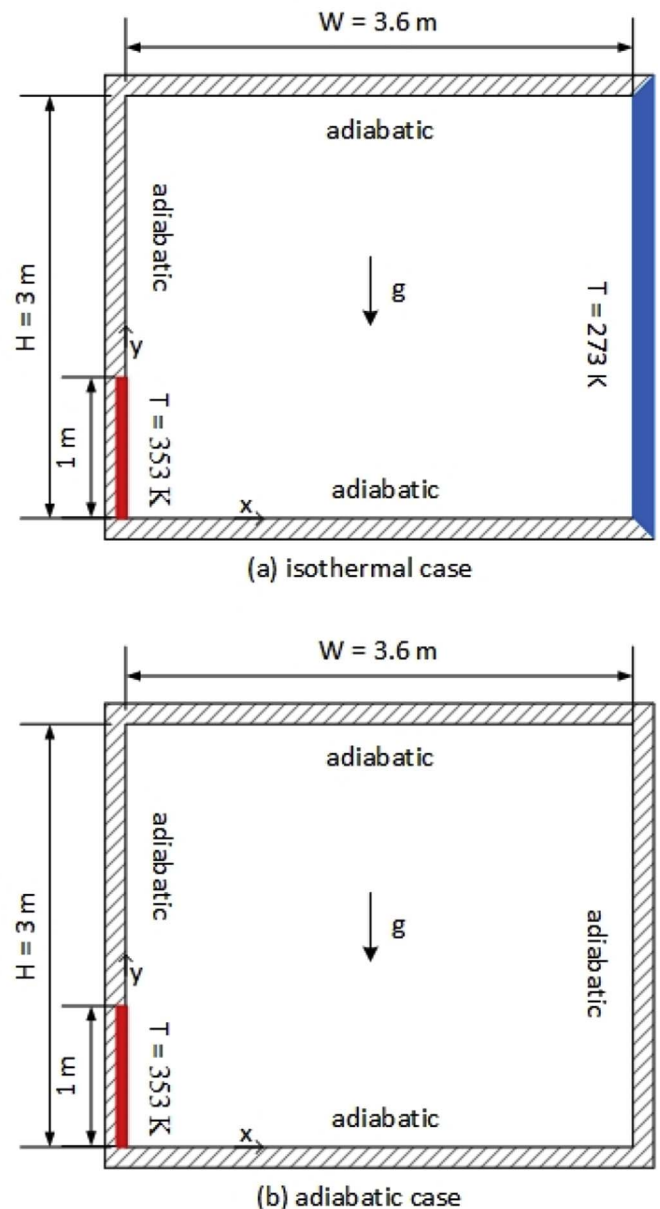 W = 3.6 m
adiabatic
adiabatic
H = 3 m
g
T = 273 K
y
1 m
T = 353 K
adiabatic
x
(a) isothermal case
W = 3.6 m
adiabatic
adiabatic
H = 3 m
g
adiabatic
y
1 m
T = 353 K
adiabatic
x
(b) adiabatic case